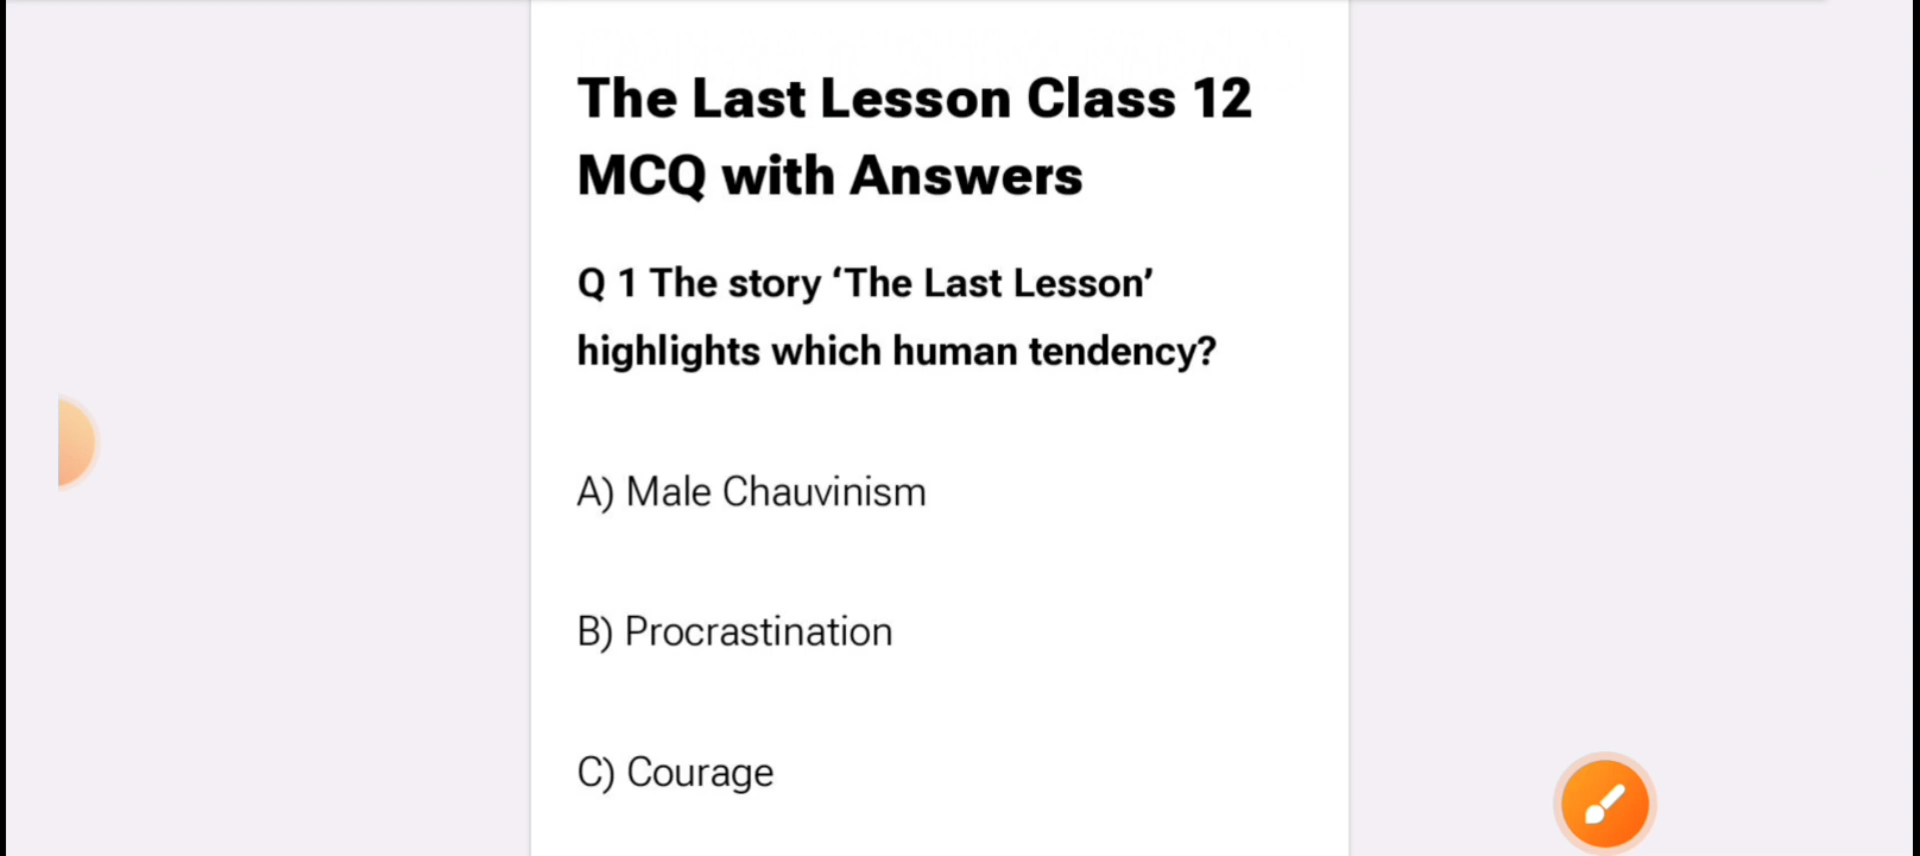 The Last Lesson Class 12
MCQ with Answers
Q 1 The story ‘The Last Lesson’
highlights which human tendency?
A) Male Chauvinism
B) Procrastination
C) Courage